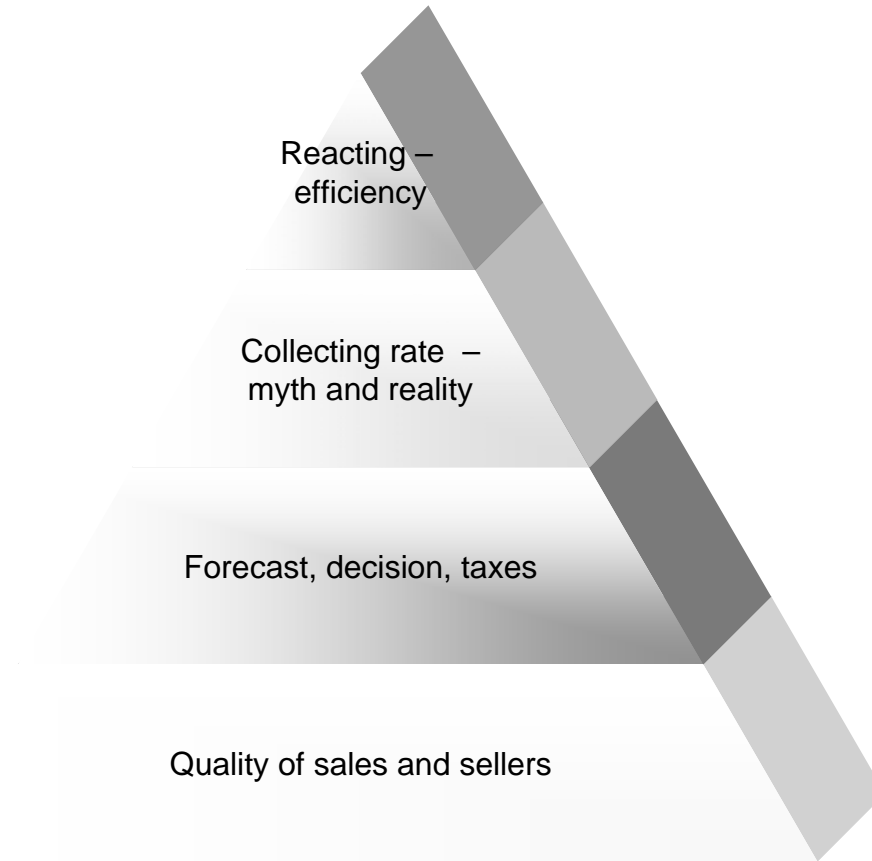 Reacting –
efficiency
Collecting rate –
myth and reality
Forecast, decision, taxes
Quality of sales and sellers